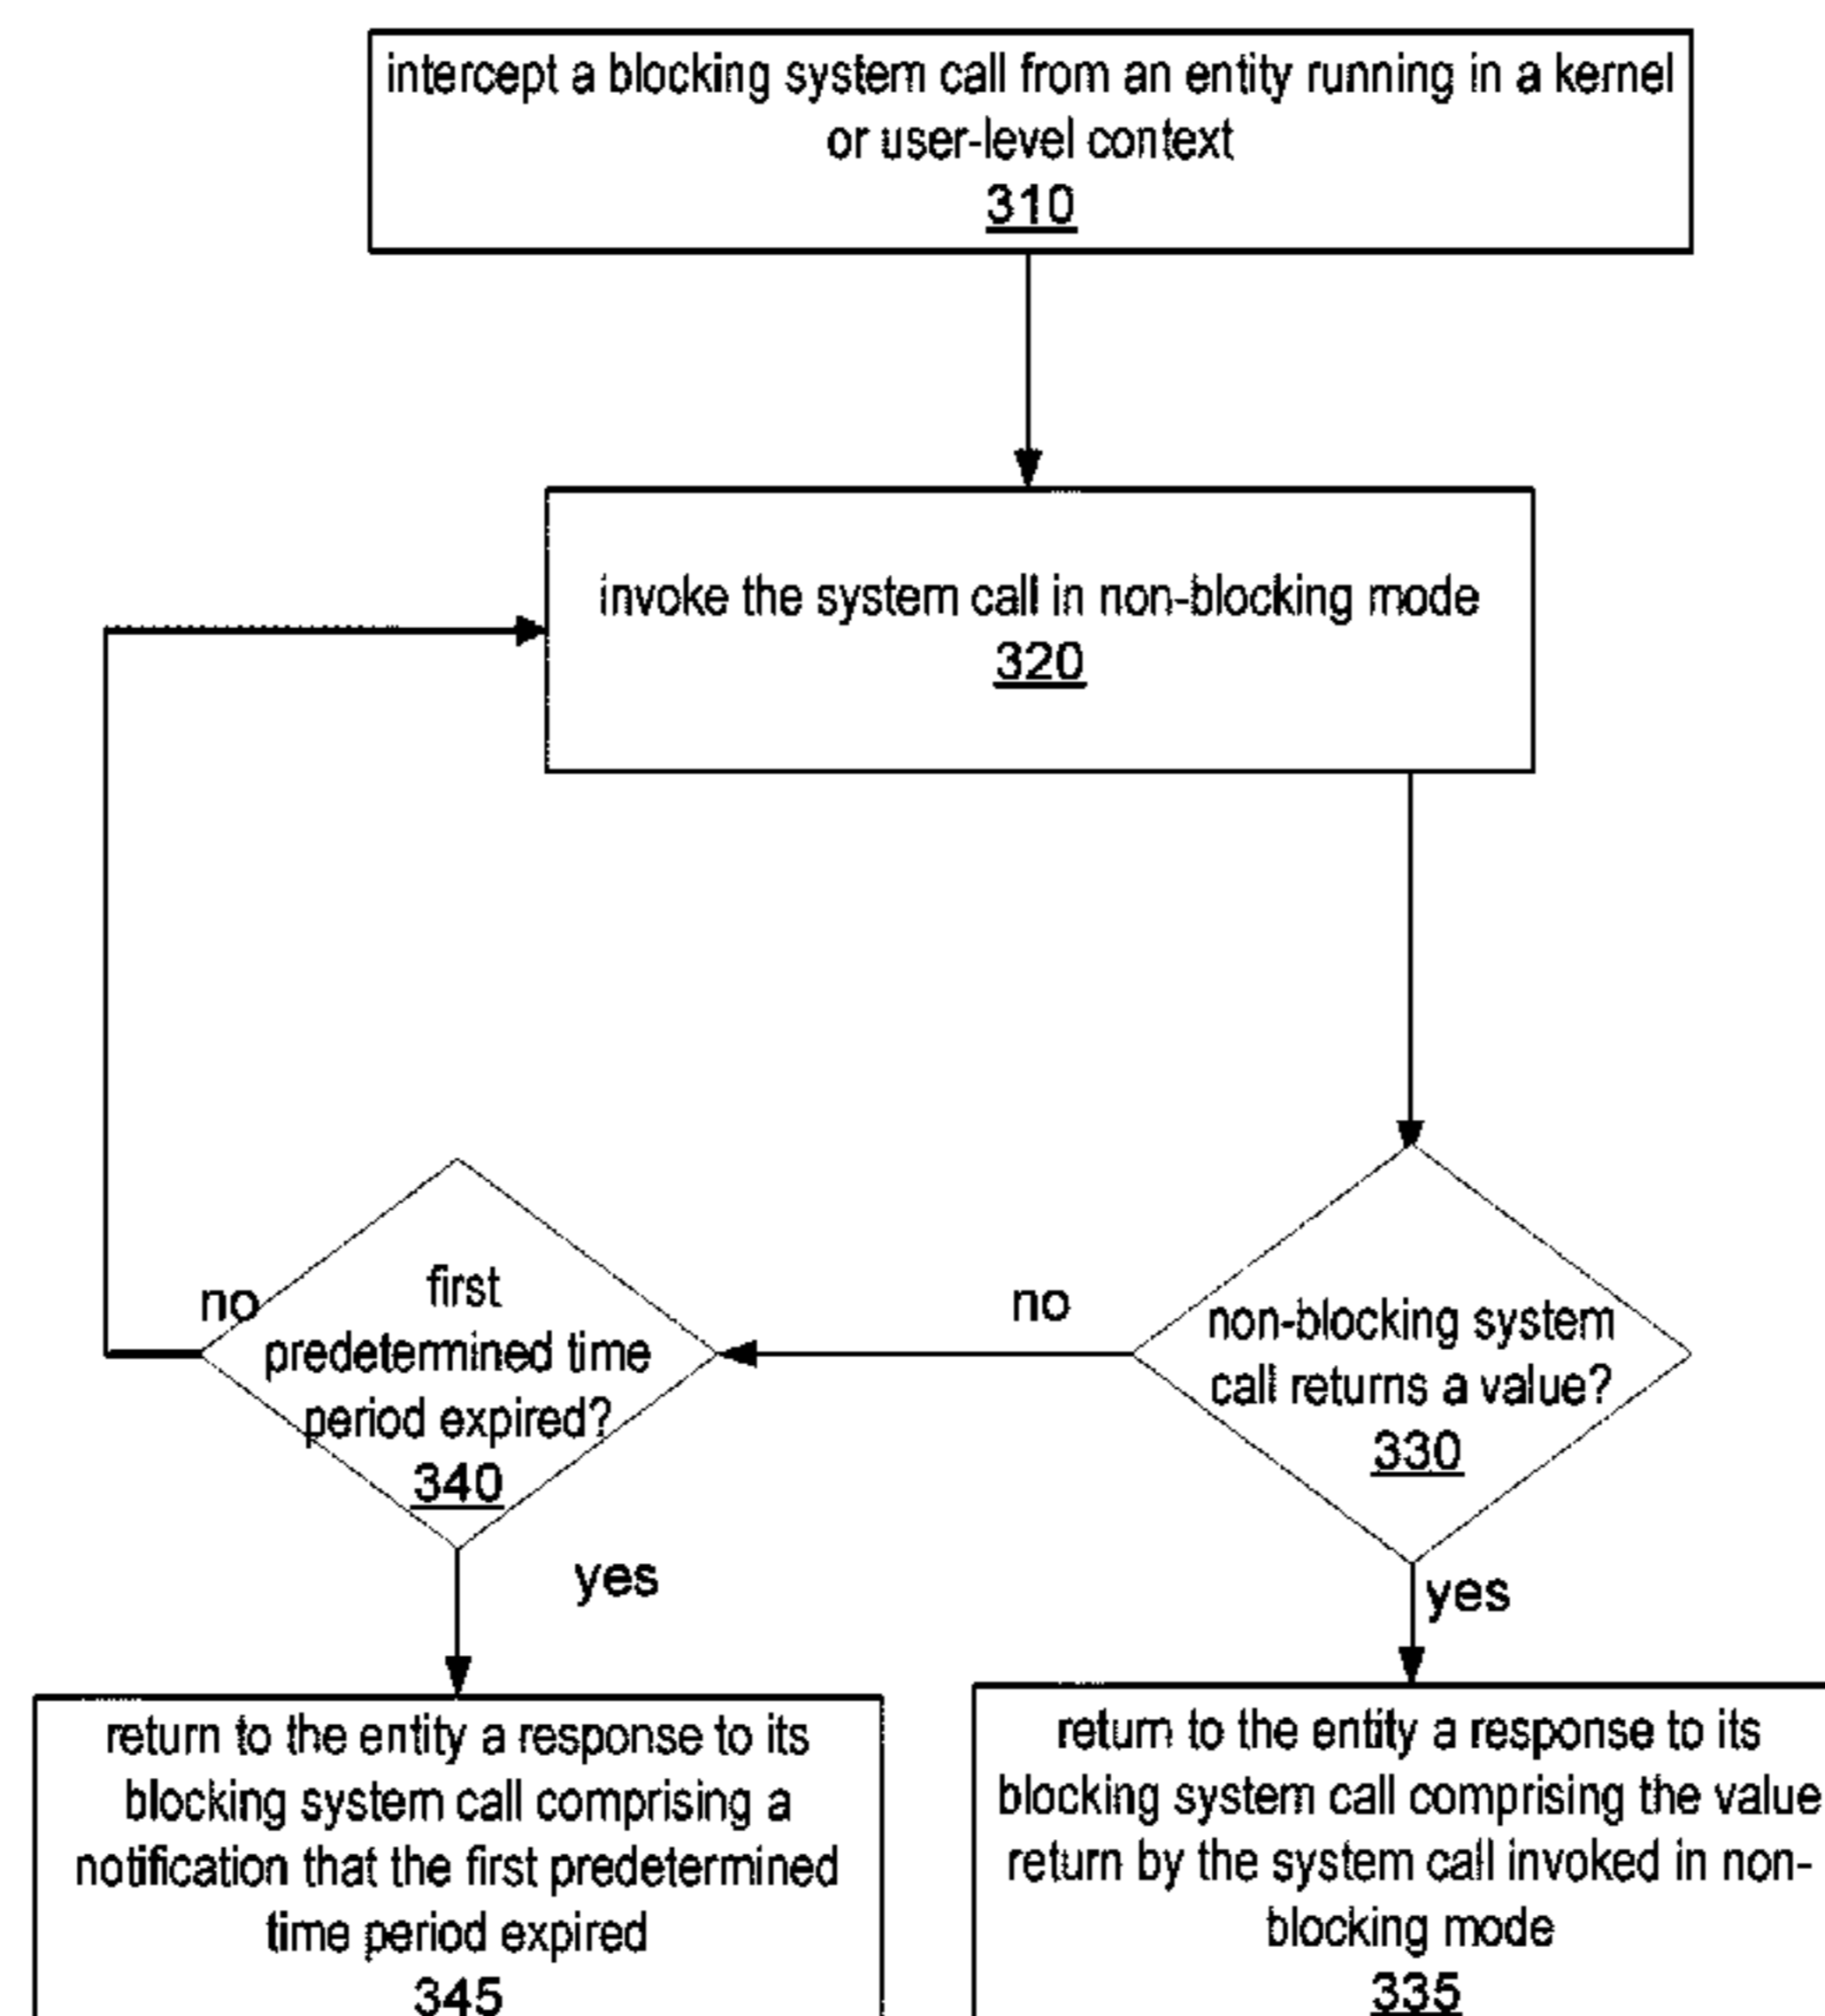 intercept a blocking system call from an entity running in a kernel
or user-level context
310
invoke the system call in non-blocking mode
320
no
first
predetermined time
period expired?
340
no
non-blocking system
call returns a value?
330
yes
yes
return to the entity a response to its
blocking system call comprising a
notification that the first predetermined
time period expired
345
return to the entity a response to its
blocking system call comprising the value
return by the system call invoked in non-
blocking mode
335